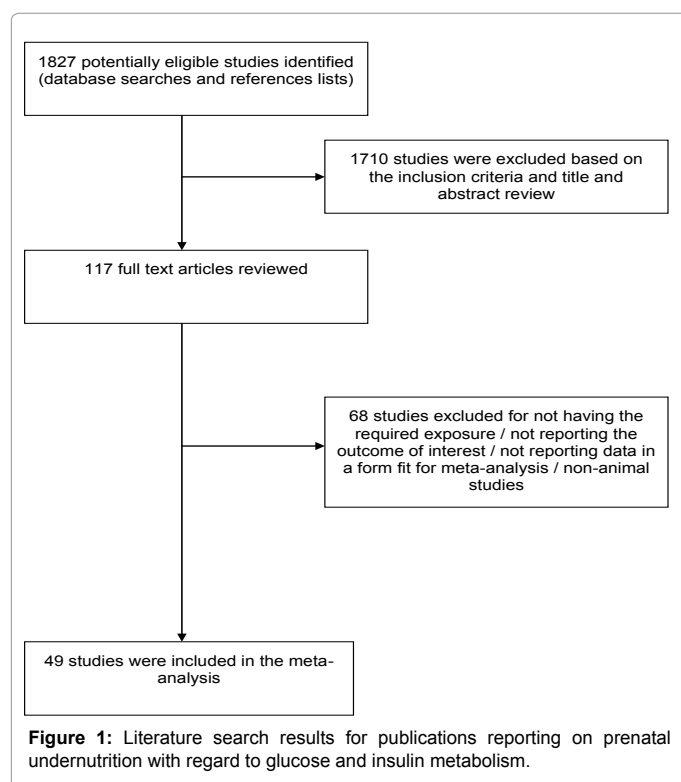 1827 potentially eligible studies identified
(database searches and references lists)
1710 studies were excluded based on
the inclusion criteria and title and
abstract review
117 full text articles reviewed
68 studies excluded for not having the
required exposure / not reporting the
outcome of interest / not reporting data in
a form fit for meta-analysis / non-animal
studies
49 studies were included in the meta-
analysis
Figure 1: Literature search results for publications reporting on prenatal
undernutrition with regard to glucose and insulin metabolism.